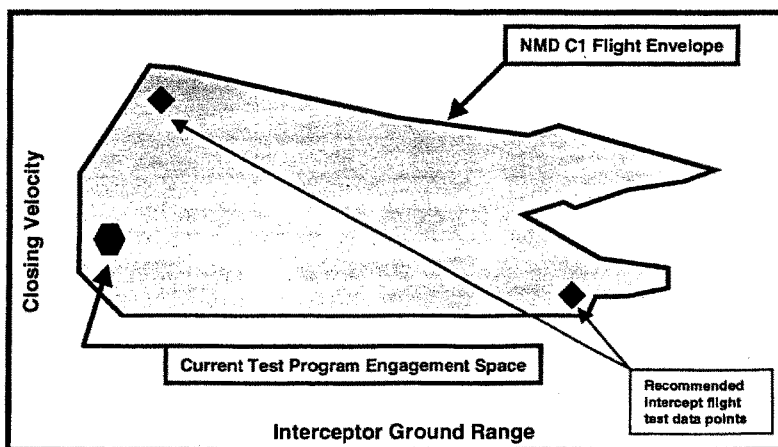 NMD C1 Flight Envelope
Closing Velocity
Current Test Program Engagement Space
Recommended
intercept flight
test data points
Interceptor Ground Range